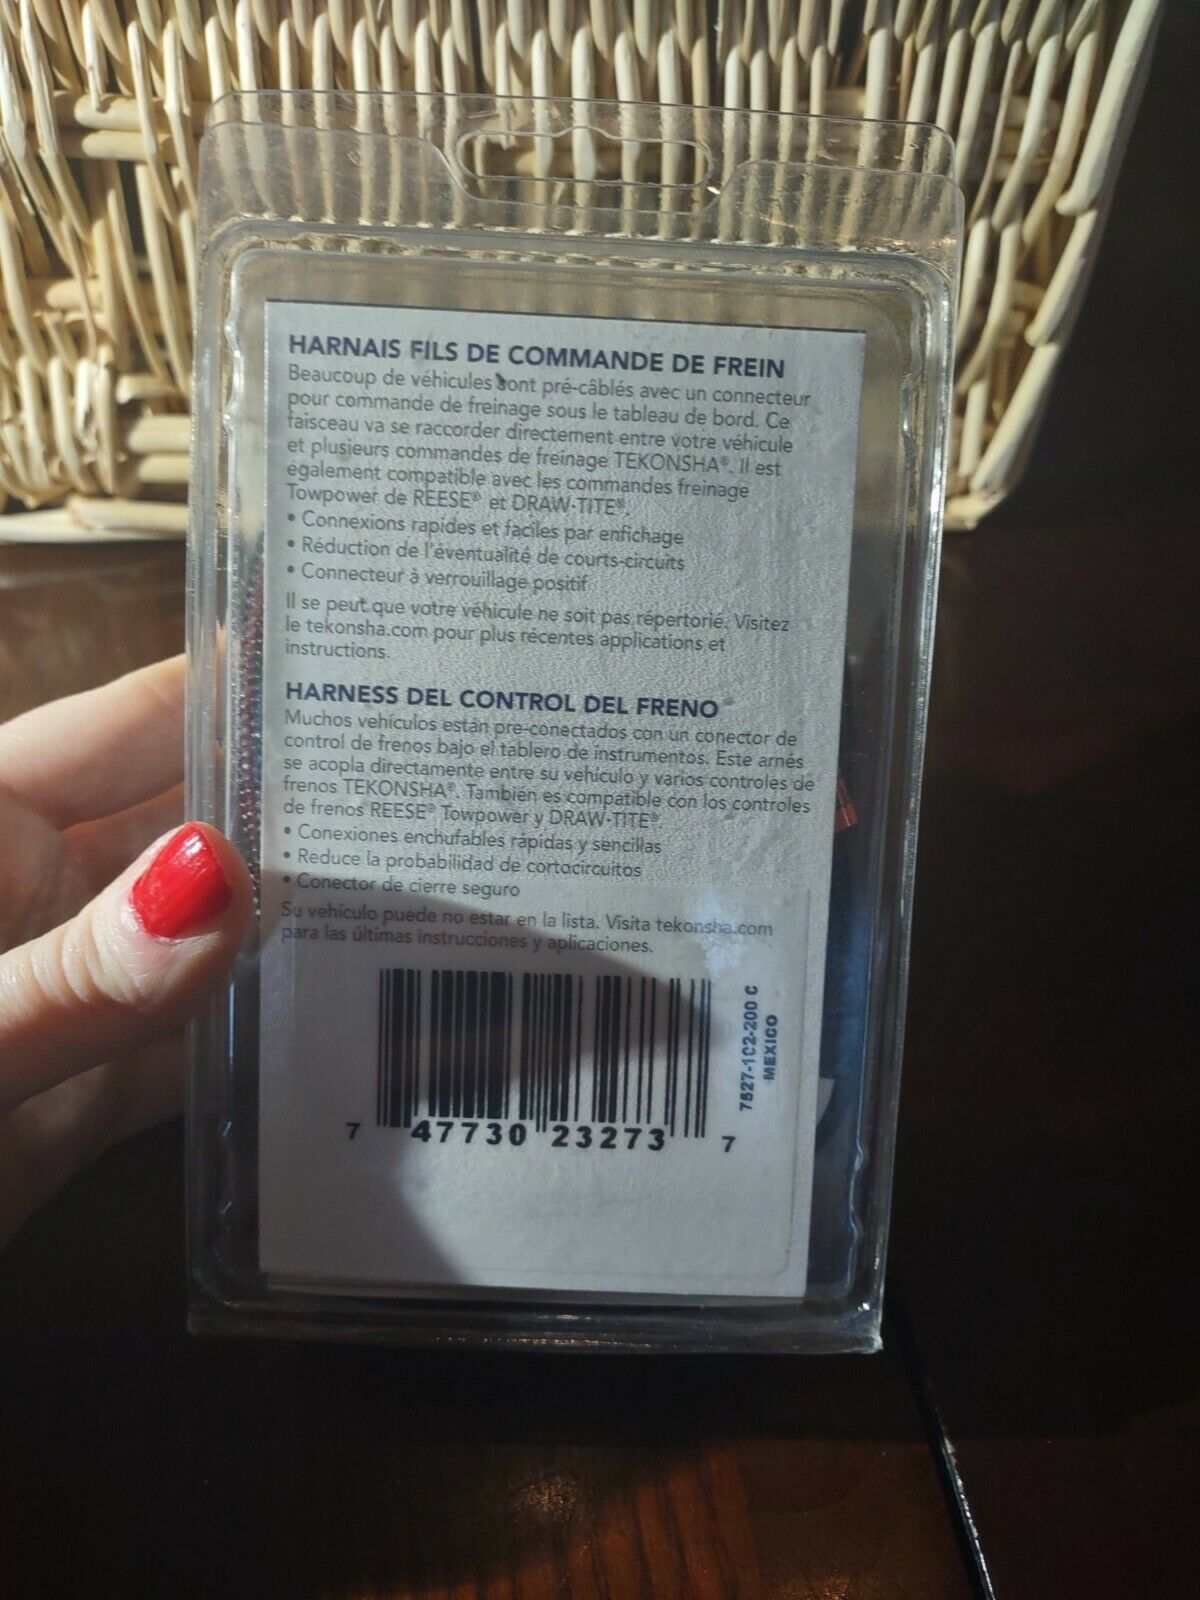 HARNAIS FILS DE COMMANDE DE FREIN
Beaucoup de véhicules sont pré-câblés avec un connecteur
pour commande de freinage sous le tableau de bord. Ce
faisceau va se raccorder directement entre votre véhicule
et plusieurs commandes de freinage TEKONSHA®. Il est
également compatible avec les commandes freinage
Towpower de REESE® et DRAW-TITE®.
• Connexions rapides et faciles par enfichage
• Réduction de l'éventualité de courts-circuits
• Connecteur à verrouillage positif
Il se peut que votre véhicule ne soit pas répertorié. Visitez
le tekonsha.com pour plus récentes applications et
instructions.
HARNESS DEL CONTROL DEL FRENO
Muchos vehículos están pre-conectados con un conector de
control de frenos bajo el tablero de instrumentos. Este arnés
se acopla directamente entre su vehículo y varios controles de
frenos TEKONSHA®. También es compatible con los controles
de frenos REESE® Towpower y DRAW-TITE®.
• Conexiones enchufables rápidas y sencillas
• Reduce la probabilidad de cortocircuitos
• Conector de cierre seguro
Su vehículo puede no estar en la lista. Visita tekonsha.com
para las últimas instrucciones y aplicaciones.
7 47730 23273 7
7527-1C2-200 C
MEXICO